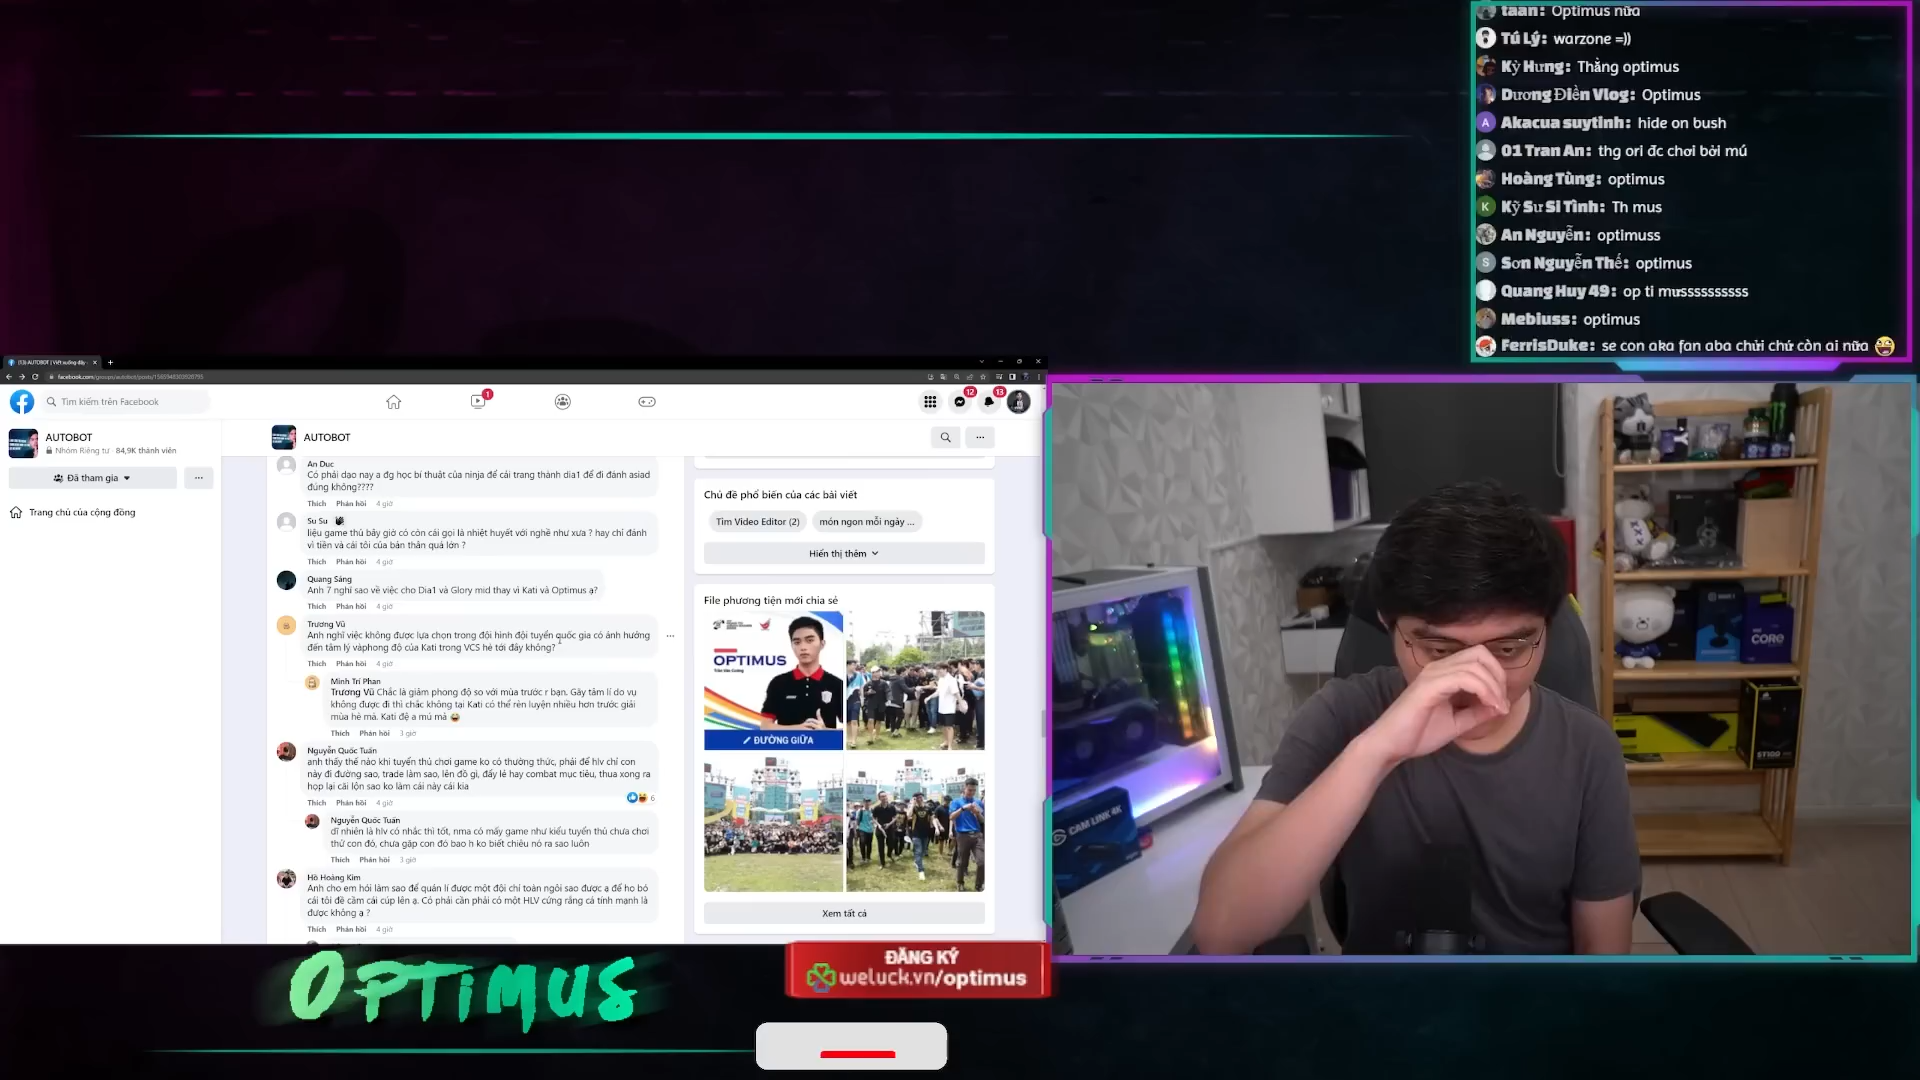 taan: Optimus nữa
Tú Lý: warzone =))
Kỳ Hưng: Thằng optimus
Dương Điền Vlog: Optimus
Akacua suytinh: hide on bush
01 Tran An: thg ori đc chơi bởi mú
Hoàng Tùng: optimus
Kỹ Sư Si Tình: Th mus
An Nguyễn: optimuss
Sơn Nguyễn Thế: optimus
Quang Huy 49: op ti musssssssss
Mebiuss: optimus
FerrisDuke: se con aka fan aba chửi chứ còn ai nữa
Tìm kiếm trên Facebook
1
12
13
AUTOBOT
Nhóm Riêng tư · 84,9K thành viên
Đã tham gia
Trang chủ của cộng đồng
AUTOBOT
An Duc
Có phải dạo nay a đg học bí thuật của ninja để cải trang thành dia1 để đi đánh asiad
đúng không????
Thích Phản hồi 4 giờ
Su Su
liệu game thủ bây giờ có còn cái gọi là nhiệt huyết với nghề như xưa ? hay chỉ đánh
vì tiền và cái tôi của bản thân quá lớn ?
Thích Phản hồi 4 giờ
Quang Sáng
Anh 7 nghĩ sao về việc cho Dia1 và Glory mid thay vì Kati và Optimus ạ?
Thích Phản hồi 4 giờ
Trương Vũ
Anh nghĩ việc không được lựa chọn trong đội hình đội tuyển quốc gia có ảnh hưởng
đến tâm lý vàphong độ của Kati trong VCS hè tới đây không?
Thích Phản hồi 4 giờ
Minh Trí Phan
Trương Vũ Chắc là giảm phong độ so với mùa trước r bạn. Gây tâm lí do vụ
không được đi thì chắc không tại Kati có thể rèn luyện nhiều hơn trước giải
mùa hè mà. Kati đệ a mú mà
Thích Phản hồi 3 giờ
Nguyễn Quốc Tuấn
anh thấy thế nào khi tuyển thủ chơi game ko có thưởng thức, phải để hlv chỉ con
này đi đường sao, trade làm sao, lên đồ gì, đẩy lẻ hay combat mục tiêu, thua xong ra
họp lại cãi lộn sao ko làm cái này cái kia
6
Thích Phản hồi 4 giờ
Nguyễn Quốc Tuấn
dĩ nhiên là hlv có nhắc thì tốt, nma có mấy game như kiểu tuyển thủ chưa chơi
thử con đó, chưa gặp con đó bao h ko biết chiêu nó ra sao luôn
Thích Phản hồi 3 giờ
Hồ Hoàng Kim
Anh cho em hỏi làm sao để quản lí được một đội chỉ toàn ngôi sao được ạ để họ bỏ
cái tôi đề cầm cái cúp lên ạ. Có phải cần phải có một HLV cứng rắng cá tính mạnh là
được không ạ ?
Thích Phản hồi 4 giờ
Chủ đề phổ biến của các bài viết
Tìm Video Editor (2)
món ngon mỗi ngày ...
Hiển thị thêm
File phương tiện mới chia sẻ
OPTIMUS
ĐƯỜNG GIỮA
Xem tất cả
CAM LINK 4K
CORE
OPTIMUS
ĐĂNG KÝ
weluck.vn/optimus